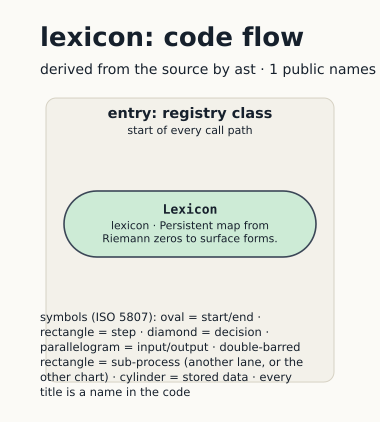 lexicon: code flow
derived from the source by ast · 1 public names
entry: registry class
start of every call path
Lexicon
lexicon · Persistent map from
Riemann zeros to surface forms.
symbols (ISO 5807): oval = start/end ·
rectangle = step · diamond = decision ·
parallelogram = input/output · double-barred
rectangle = sub-process (another lane, or the
other chart) · cylinder = stored data · every
title is a name in the code